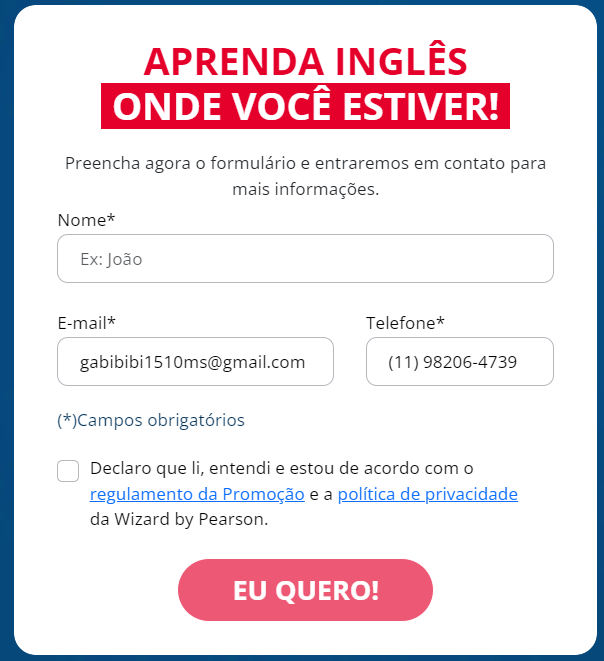 APRENDA INGLÊS
ONDE VOCÊ ESTIVER!
Preencha agora o formulário e entraremos em contato para
mais informações.
Nome*
Ex: João
E-mail* Telefone*
gabibibi1510ms@gmail.com (11) 98206-4739
(*)Campos obrigatórios
Declaro que li, entendi e estou de acordo com o
regulamento da Promoção e a política de privacidade
da Wizard by Pearson.
EU QUERO!